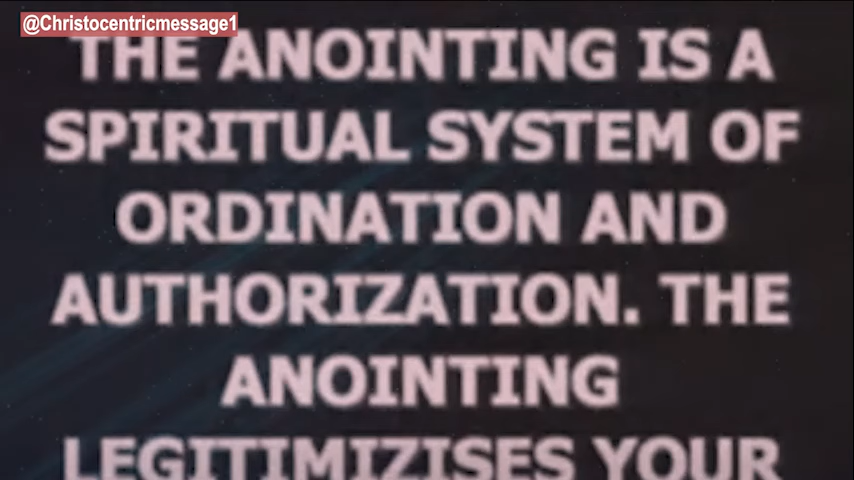 @Christocentricmessage1
THE ANOINTING IS A
SPIRITUAL SYSTEM OF
ORDINATION AND
AUTHORIZATION. THE
ANOINTING
LEGITIMIZISES YOUR